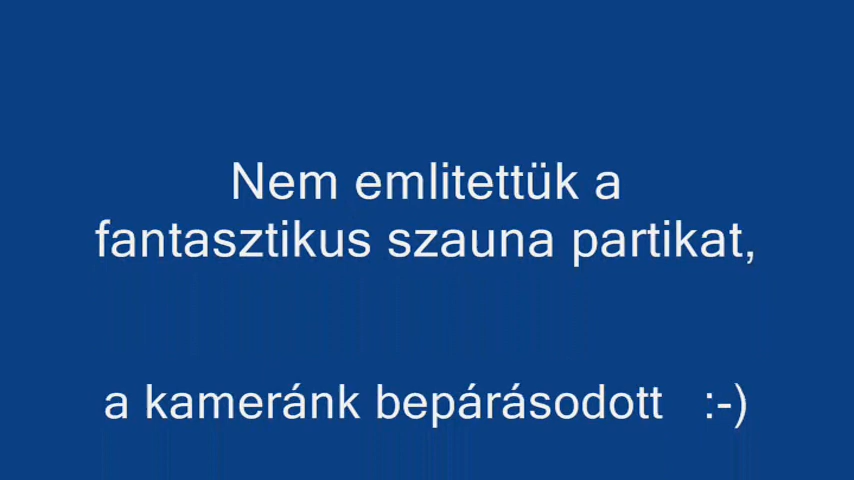 Nem emlitettük a
fantasztikus szauna partikat,
a kameránk bepárásodott :-)